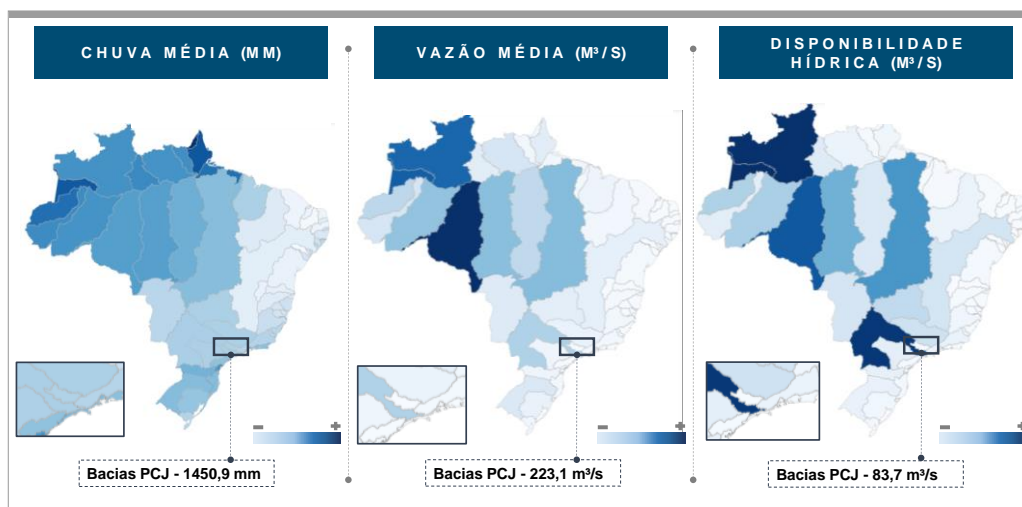 CHUVA MÉDIA (MM)
VAZÃO MÉDIA (M³/S)
DISPONIBILIDADE
HÍDRICA (M³/S)
Bacias PCJ - 1450,9 mm
Bacias PCJ - 223,1 m³/s
Bacias PCJ - 83,7 m³/s